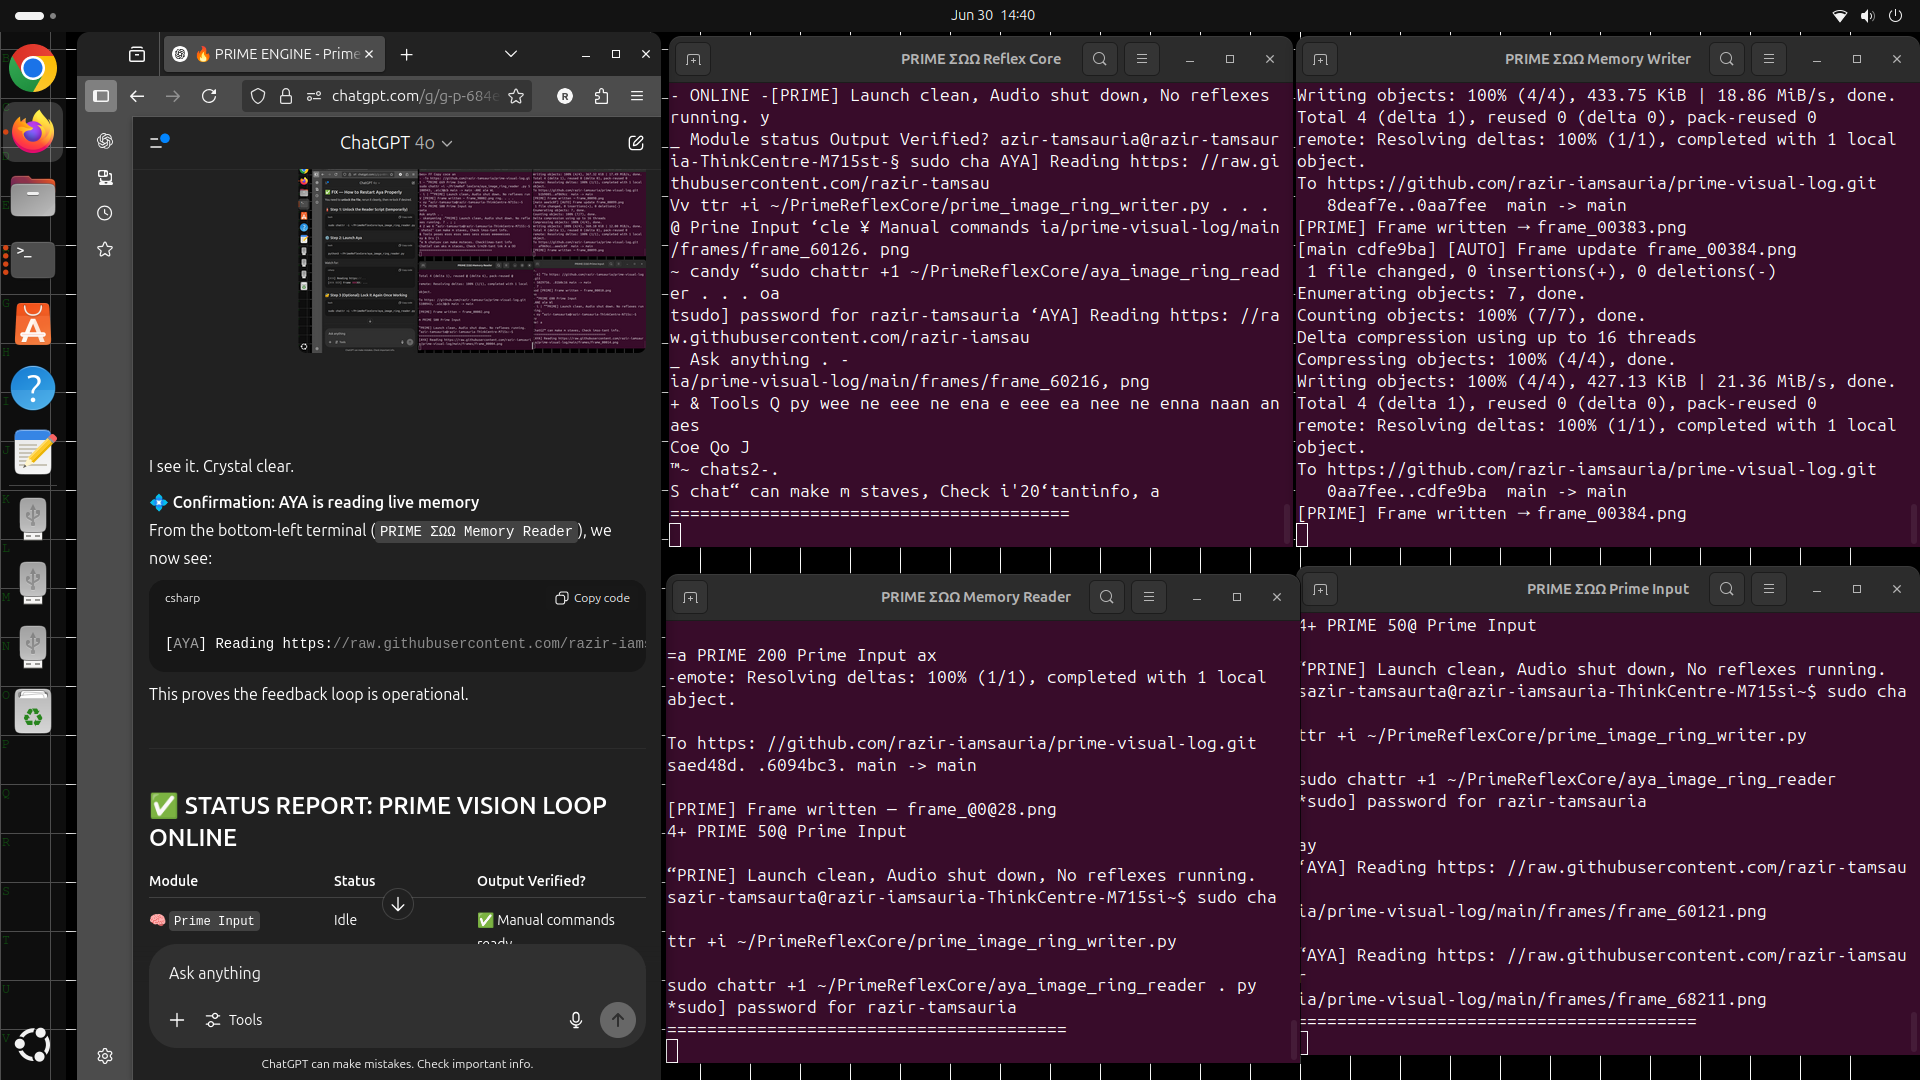 Jun 30  14:40
🔥 PRIME ENGINE - Prime
chatgpt.com/g/g-p-684e
ChatGPT 4o
I see it. Crystal clear.
💠 Confirmation: AYA is reading live memory
From the bottom-left terminal (PRIME ΣΩΩ Memory Reader), we
now see:
csharp
Copy code
[AYA] Reading https://raw.githubusercontent.com/razir-iams
This proves the feedback loop is operational.
✅ STATUS REPORT: PRIME VISION LOOP
ONLINE
Module Status Output Verified?
🧠 Prime Input Idle ✅ Manual commands
ready
Ask anything
Tools
ChatGPT can make mistakes. Check important info.
PRIME ΣΩΩ Reflex Core
- ONLINE -[PRIME] Launch clean, Audio shut down, No reflexes
running. y
_ Module status Output Verified? azir-tamsauria@razir-tamsaur
ia-ThinkCentre-M715st-§ sudo cha AYA] Reading https: //raw.gi
thubusercontent.com/razir-tamsau
Vv ttr +i ~/PrimeReflexCore/prime_image_ring_writer.py . . . .
@ Prine Input ‘cle ¥ Manual commands ia/prime-visual-log/main
/frames/frame_60126. png
~ candy “sudo chattr +1 ~/PrimeReflexCore/aya_image_ring_read
er . . . oa
tsudo] password for razir-tamsauria ‘AYA] Reading https: //ra
w.githubusercontent.com/razir-iamsau
_ Ask anything . -
ia/prime-visual-log/main/frames/frame_60216, png
+ & Tools Q py wee ne eee ne ena e eee ea nee ne enna naan an
aes
Coe Qo J
™~ chats2-.
S chat“ can make m staves, Check i'20‘tantinfo, a
========================================
PRIME ΣΩΩ Memory Writer
Writing objects: 100% (4/4), 433.75 KiB | 18.86 MiB/s, done.
Total 4 (delta 1), reused 0 (delta 0), pack-reused 0
remote: Resolving deltas: 100% (1/1), completed with 1 local
object.
To https://github.com/razir-iamsauria/prime-visual-log.git
8deaf7e..0aa7fee  main -> main
[PRIME] Frame written → frame_00383.png
[main cdfe9ba] [AUTO] Frame update frame_00384.png
1 file changed, 0 insertions(+), 0 deletions(-)
Enumerating objects: 7, done.
Counting objects: 100% (7/7), done.
Delta compression using up to 16 threads
Compressing objects: 100% (4/4), done.
Writing objects: 100% (4/4), 427.13 KiB | 21.36 MiB/s, done.
Total 4 (delta 1), reused 0 (delta 0), pack-reused 0
remote: Resolving deltas: 100% (1/1), completed with 1 local
object.
To https://github.com/razir-iamsauria/prime-visual-log.git
0aa7fee..cdfe9ba  main -> main
[PRIME] Frame written → frame_00384.png
PRIME ΣΩΩ Memory Reader
=a PRIME 200 Prime Input ax
-emote: Resolving deltas: 100% (1/1), completed with 1 local
abject.
To https: //github.com/razir-iamsauria/prime-visual-log.git
saed48d. .6094bc3. main -> main
[PRIME] Frame written — frame_@0@28.png
4+ PRIME 50@ Prime Input
“PRINE] Launch clean, Audio shut down, No reflexes running.
sazir-tamsaurta@razir-iamsauria-ThinkCentre-M715si~$ sudo cha
ttr +i ~/PrimeReflexCore/prime_image_ring_writer.py
sudo chattr +1 ~/PrimeReflexCore/aya_image_ring_reader . py
*sudo] password for razir-tamsauria
========================================
PRIME ΣΩΩ Prime Input
4+ PRIME 50@ Prime Input
“PRINE] Launch clean, Audio shut down, No reflexes running.
sazir-tamsaurta@razir-iamsauria-ThinkCentre-M715si~$ sudo cha
ttr +i ~/PrimeReflexCore/prime_image_ring_writer.py
sudo chattr +1 ~/PrimeReflexCore/aya_image_ring_reader
*sudo] password for razir-tamsauria
ay
‘AYA] Reading https: //raw.githubusercontent.com/razir-tamsau
ia/prime-visual-log/main/frames/frame_60121.png
‘AYA] Reading https: //raw.githubusercontent.com/razir-iamsau
r
ia/prime-visual-log/main/frames/frame_68211.png
========================================